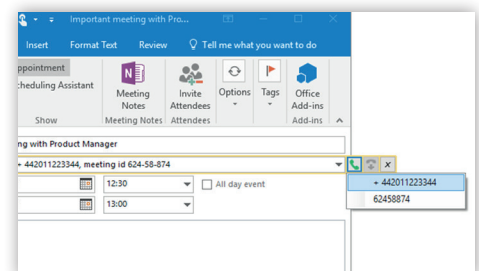 Important meeting with Pro...
Insert Format Text Review Tell me what you want to do
ppointment
cheduling Assistant
Meeting Notes
Invite Attendees
Options
Tags
Office Add-ins
Show Meeting Notes Attendees Add-ins
ng with Product Manager
+ 442011223344, meeting id 624-58-874
x
+ 442011223344
12:30 All day event
62458874
13:00